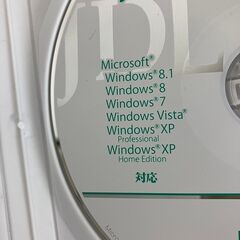 JDL
Microsoft®
Windows®8.1
Windows®8
Windows®7
Windows Vista®
Windows®XP
Professional
Windows®XP
Home Edition
対応